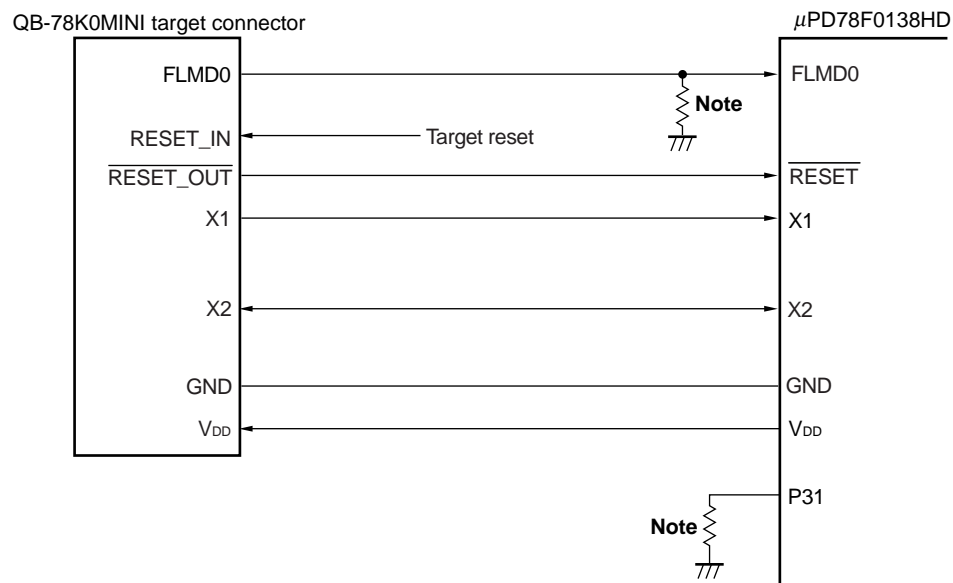 QB-78K0MINI target connector
μPD78F0138HD
FLMD0
FLMD0
Note
RESET_IN
Target reset
RESET_OUT
RESET
X1
X1
X2
X2
GND
GND
VDD
VDD
P31
Note